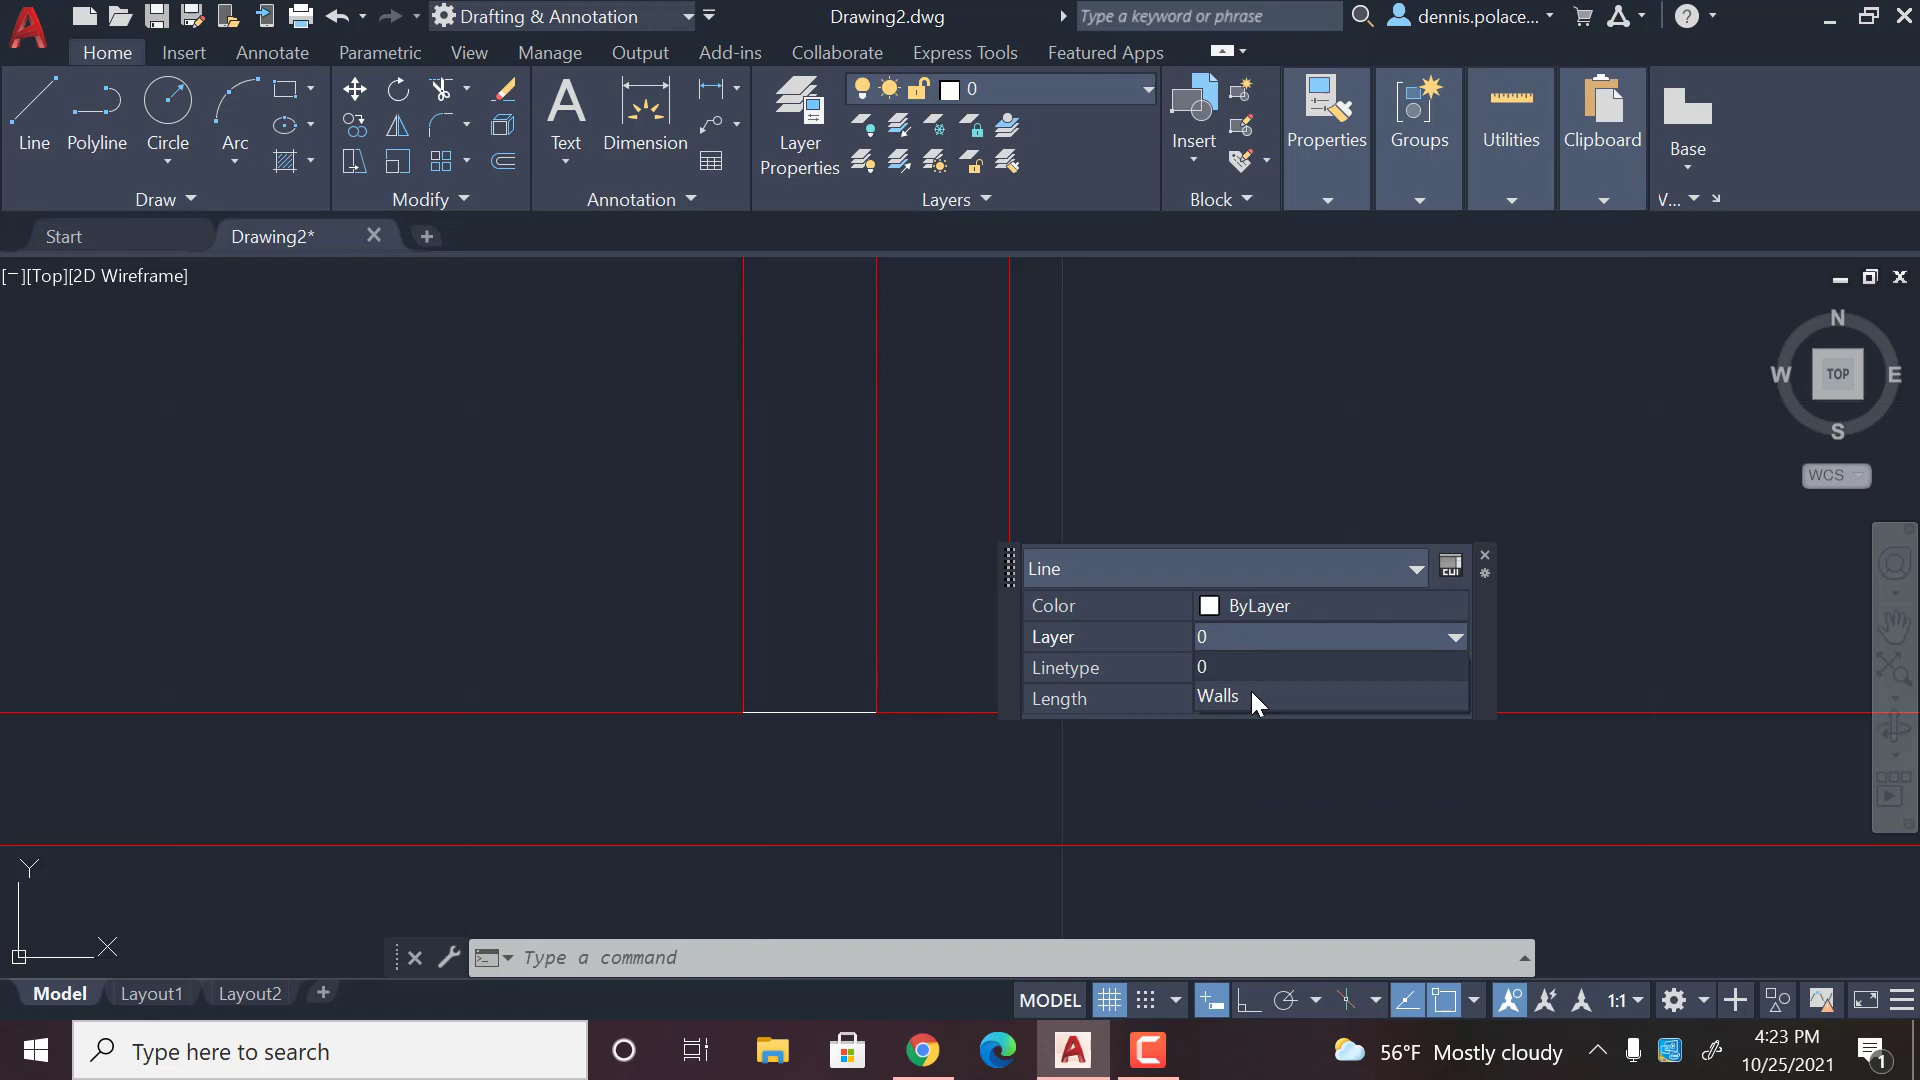 Drafting & Annotation
Drawing2.dwg
Type a keyword or phrase
dennis.polace...
Home
Insert
Annotate
Parametric
View
Manage
Output
Add-ins
Collaborate
Express Tools
Featured Apps
Line
Polyline
Circle
Arc
Text
Dimension
Layer
Properties
0
Insert
Properties
Groups
Utilities
Clipboard
Base
Draw
Modify
Annotation
Layers
Block
V...
Start
Drawing2*
[−][Top][2D Wireframe]
N
W
TOP
E
S
WCS
Line
CUI
Color
ByLayer
Layer
0
Linetype
0
Length
Walls
Y
X
Type a command
Model
Layout1
Layout2
MODEL
1:1
Type here to search
56°F Mostly cloudy
4:23 PM
10/25/2021
1